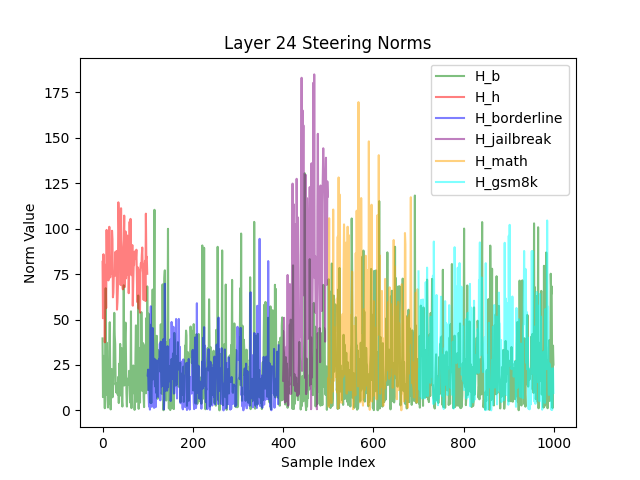 Layer 24 Steering Norms
Norm Value
175
150
125
100
75
50
25
0
H_b
H_h
H_borderline
H_jailbreak
H_math
H_gsm8k
0
200
400
600
800
1000
Sample Index